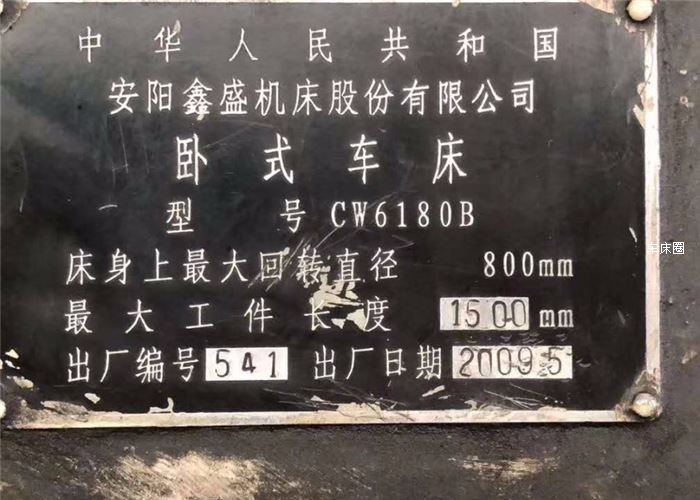 中华人民共和国
安阳鑫盛机床股份有限公司
卧式车床
型号 CW6180B
床身上最大回转直径 800mm
最大工件长度 1500 mm
出厂编号 541 出厂日期 2009.5
车床圈